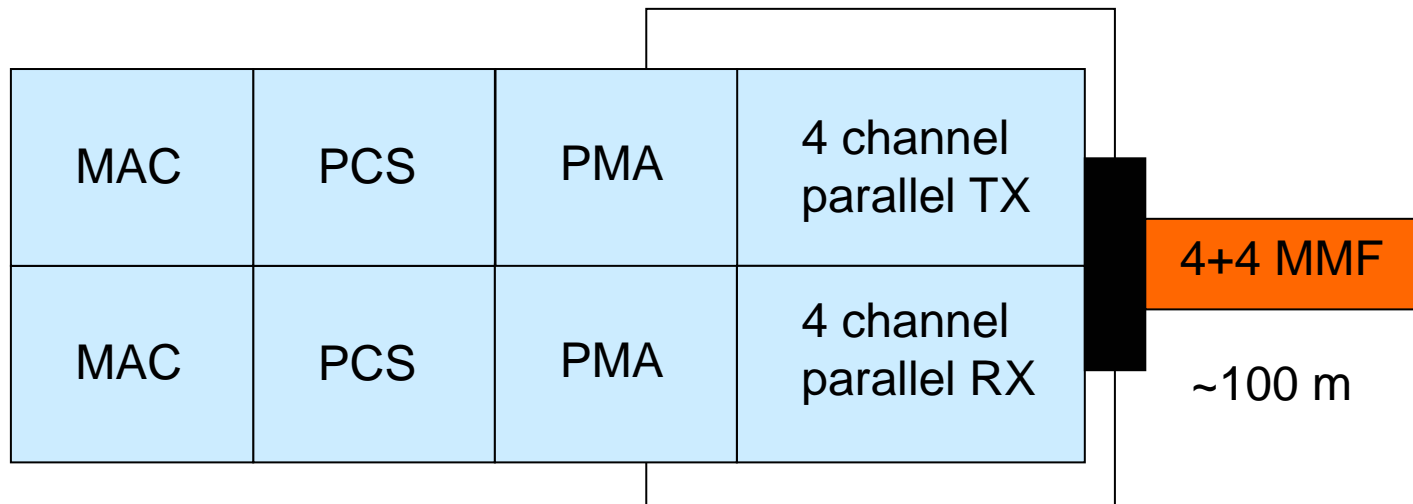 MAC
PCS
PMA
4 channel
parallel TX
4+4 MMF
MAC
PCS
PMA
4 channel
parallel RX
~100 m